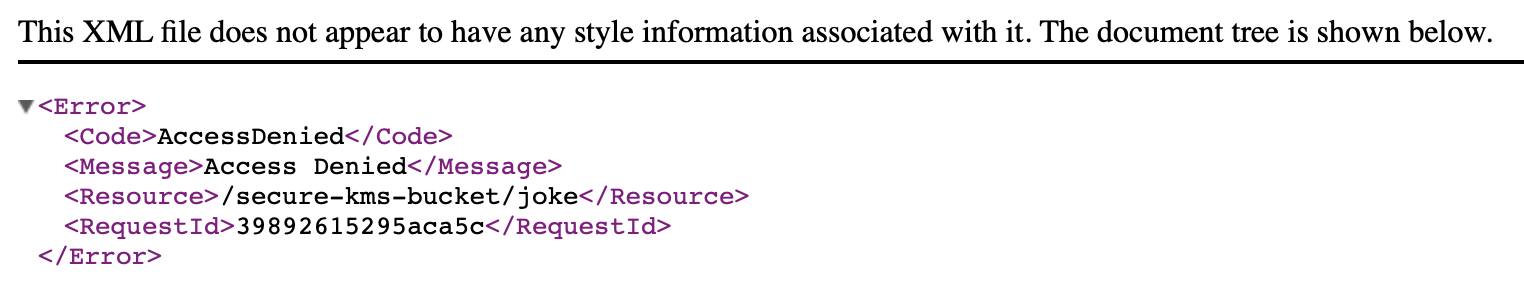 This XML file does not appear to have any style information associated with it. The document tree is shown below.
▼<Error>
<Code>AccessDenied</Code>
<Message>Access Denied</Message>
<Resource>/secure-kms-bucket/joke</Resource>
<RequestId>39892615295aca5c</RequestId>
</Error>